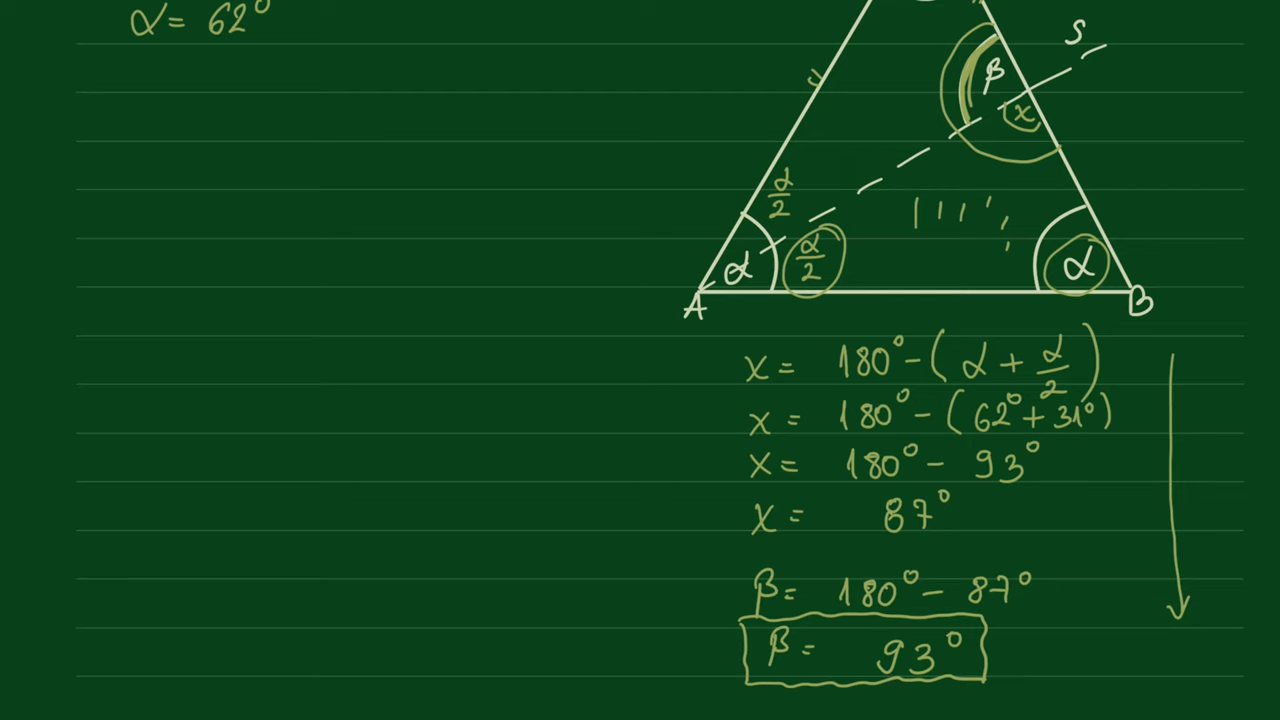 α = 62°
S
β
x
α/2
α
α/2
α
A
B
x = 180° - (α + α/2)
x = 180° - (62° + 31°)
x = 180° - 93°
x = 87°
β = 180° - 87°
β = 93°